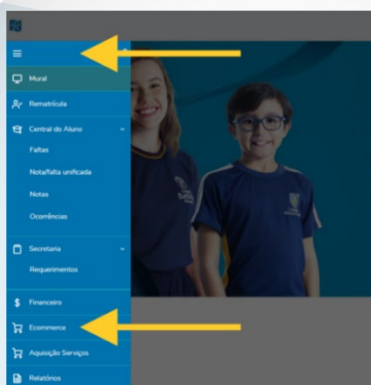 Mural
Rematrícula
Central do Aluno
Faltas
Nota/falta unificada
Notas
Ocorrências
Secretaria
Requerimentos
Financeiro
Ecommerce
Aquisição Serviços
Relatórios